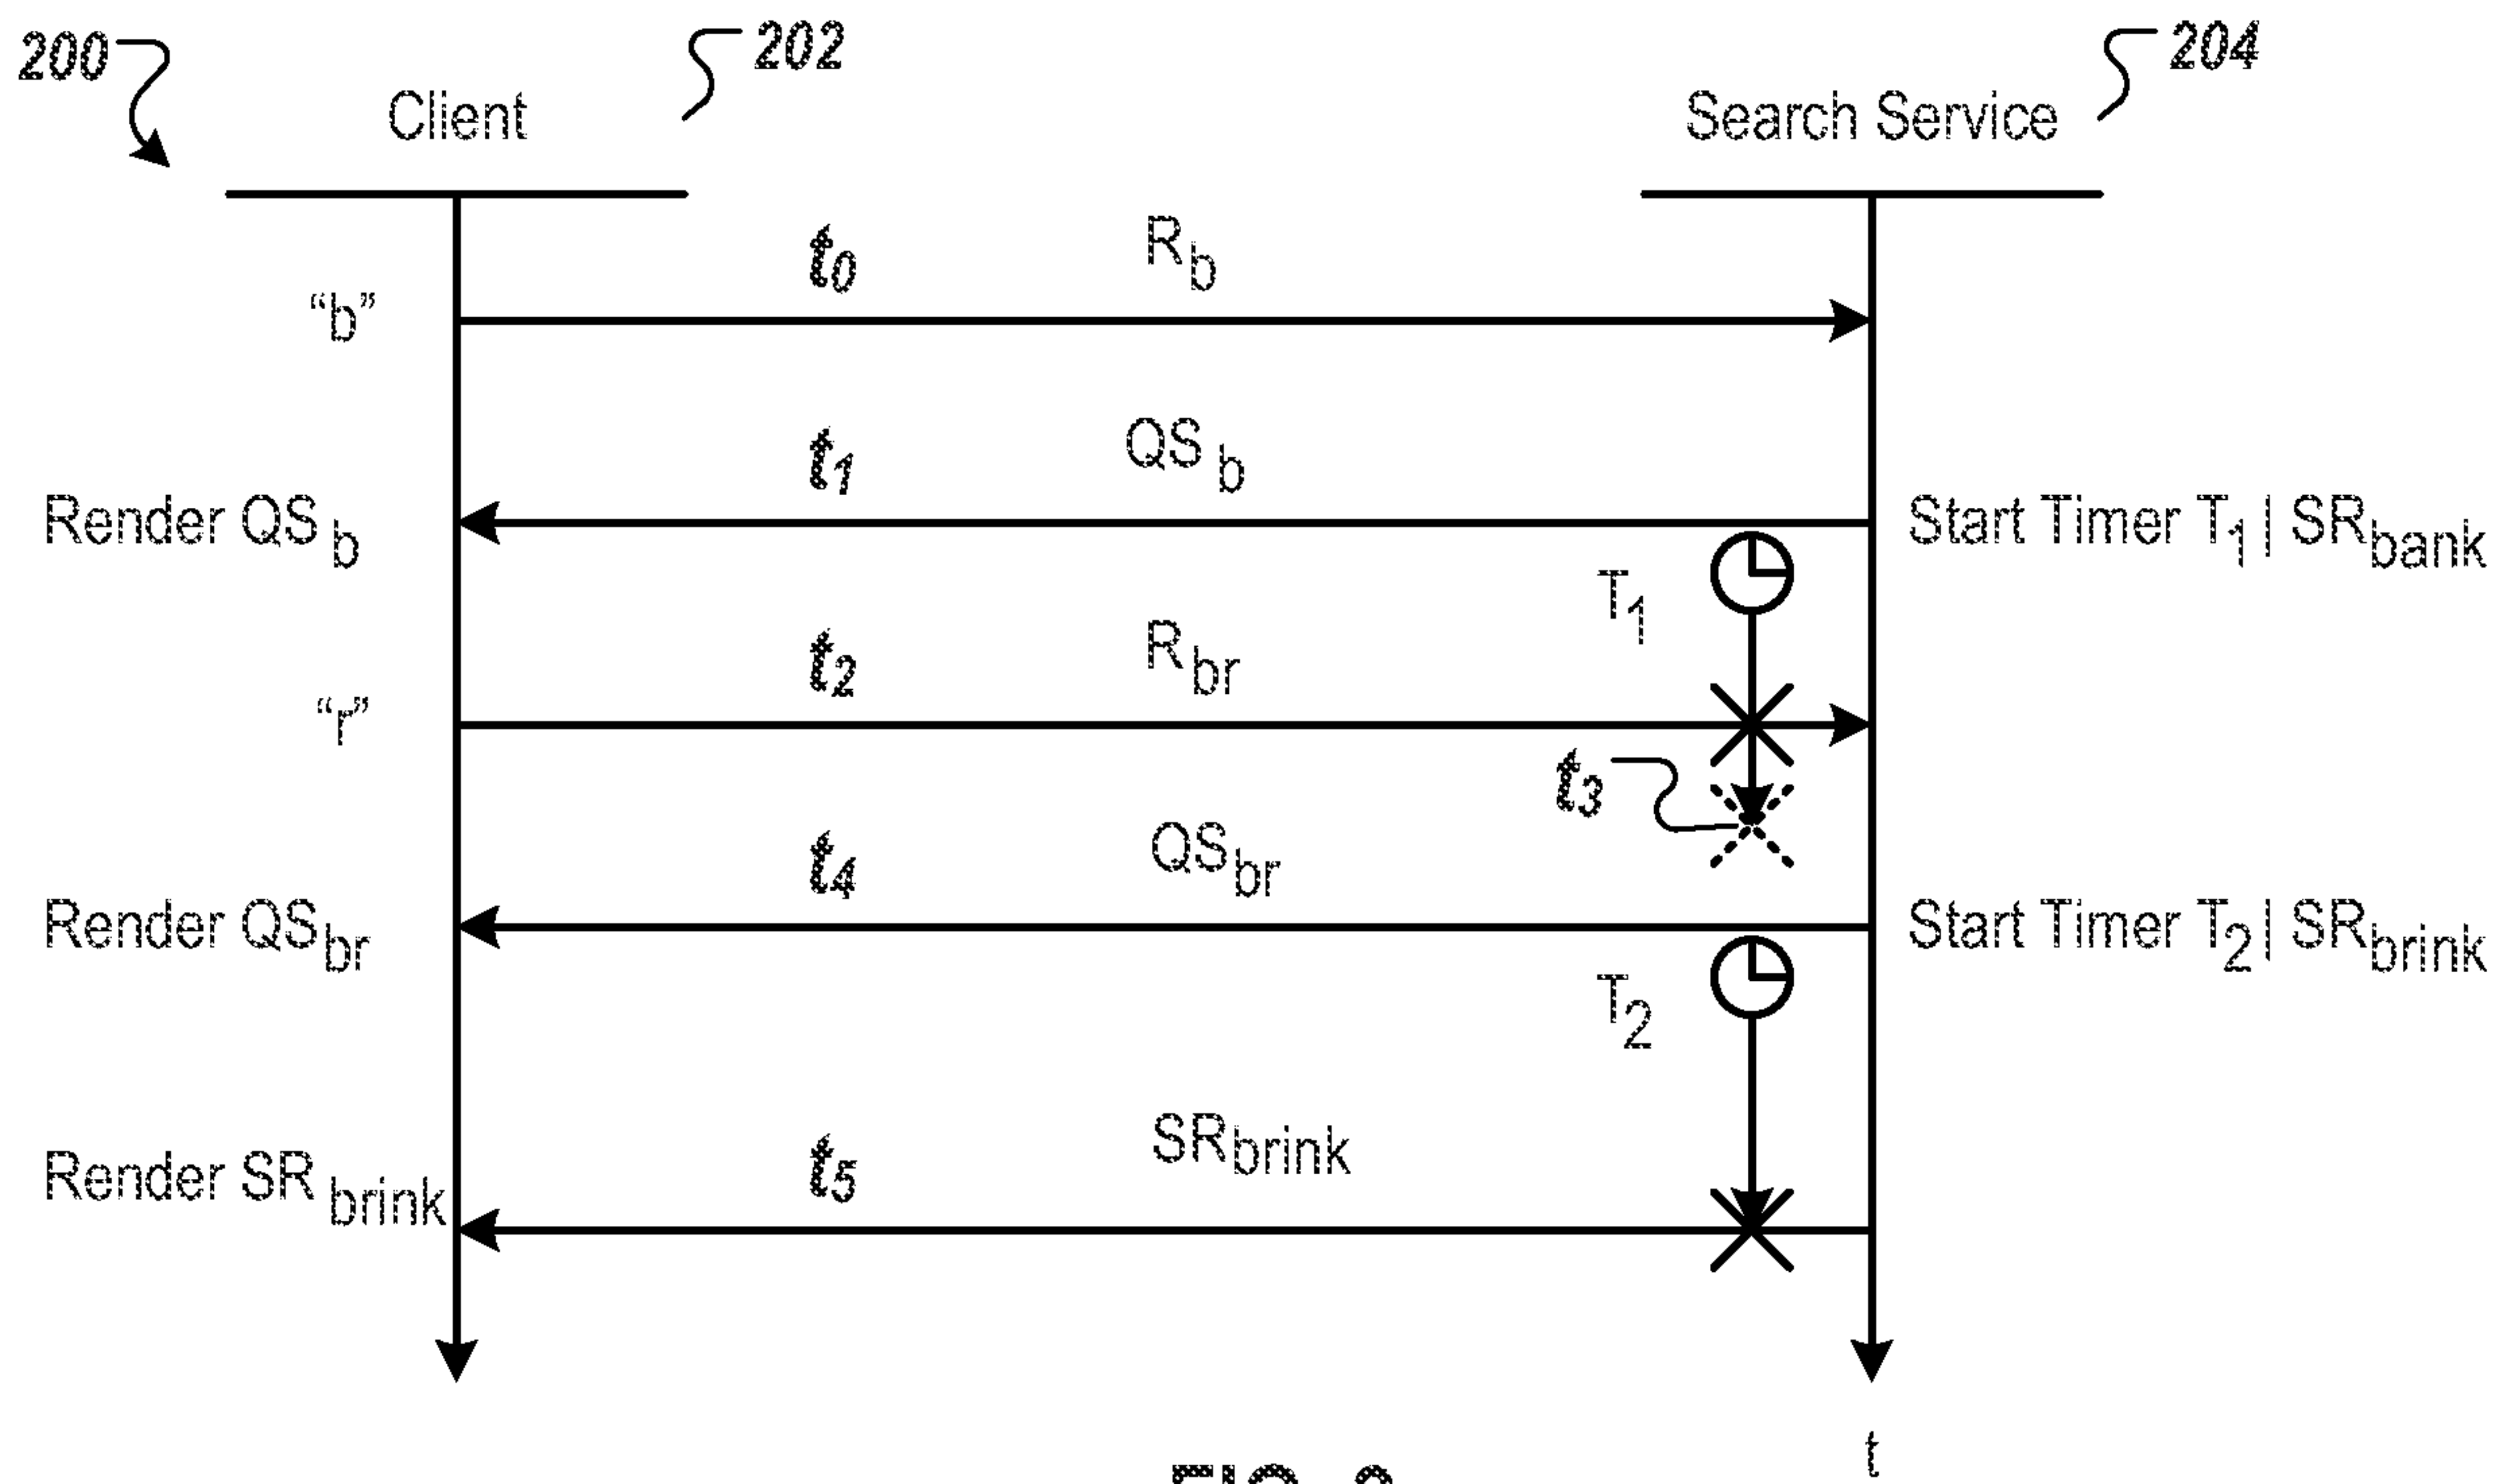 200
202
204
Client
Search Service
t0
Rb
“b”
t1
QS b
Render QS b
Start Timer T1 | SRbank
T1
t2
Rbr
“r”
t3
t4
QSbr
Render QSbr
Start Timer T2 | SRbrink
T2
t5
SRbrink
Render SR brink
t